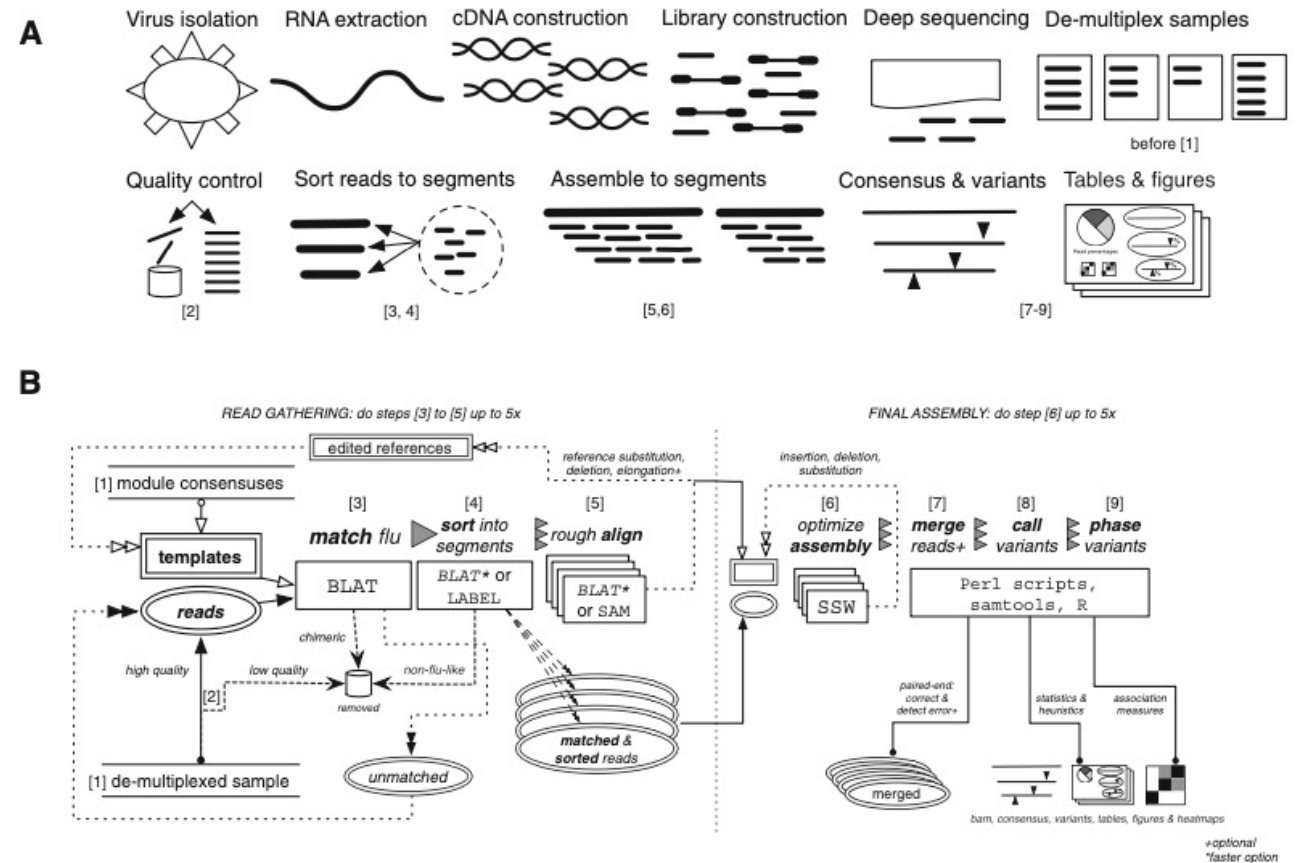 A
Virus isolation
RNA extraction
cDNA construction
Library construction
Deep sequencing
De-multiplex samples
before [1]
Quality control
Sort reads to segments
Assemble to segments
Consensus & variants
Tables & figures
Read percentages
[2]
[3, 4]
[5,6]
[7-9]
B
READ GATHERING: do steps [3] to [5] up to 5x
FINAL ASSEMBLY: do step [6] up to 5x
edited references
reference substitution,
deletion, elongation+
insertion, deletion,
substitution
[1] module consensuses
[3]
match flu
[4]
sort into
segments
[5]
rough align
[6]
optimize
assembly
[7]
merge
reads+
[8]
call
variants
[9]
phase
variants
templates
reads
BLAT
BLAT* or
LABEL
BLAT*
or SAM
SSW
Perl scripts,
samtools, R
chimeric
high quality
low quality
non-flu-like
[2]
removed
matched &
sorted reads
unmatched
[1] de-multiplexed sample
paired-end:
correct &
detect error+
statistics &
heuristics
association
measures
merged
bam, consensus, variants, tables, figures & heatmaps
+optional
*faster option